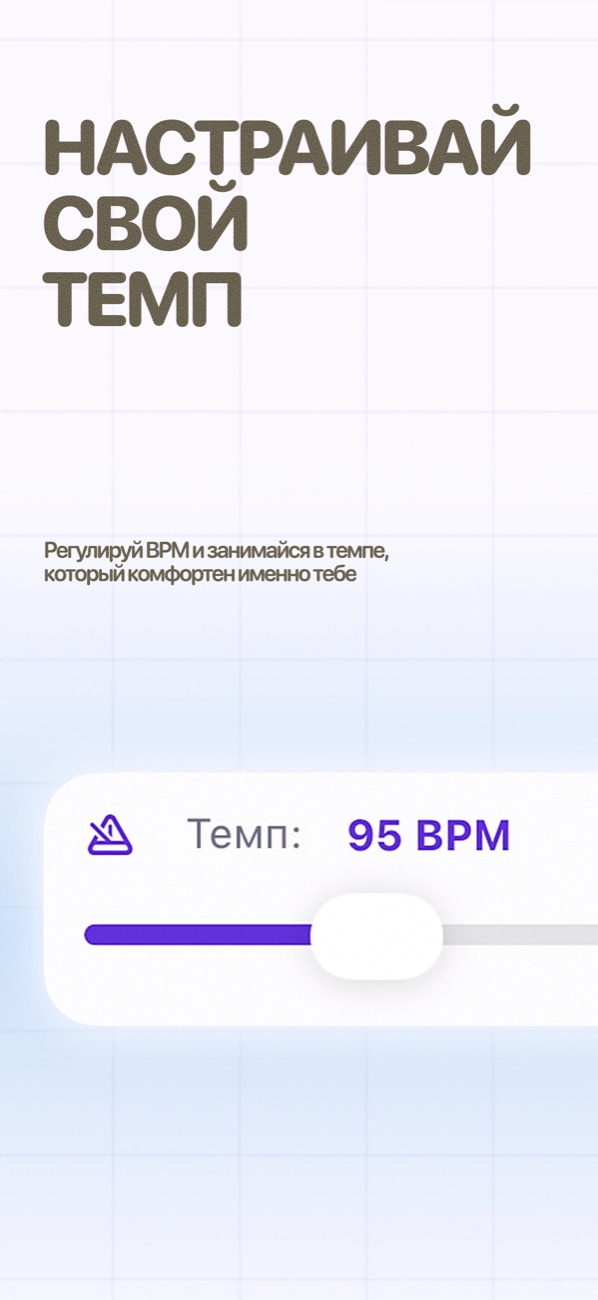 НАСТРАИВАЙ
СВОЙ
ТЕМП
Регулируй BPM и занимайся в темпе,
который комфортен именно тебе
Темп: 95 BPM